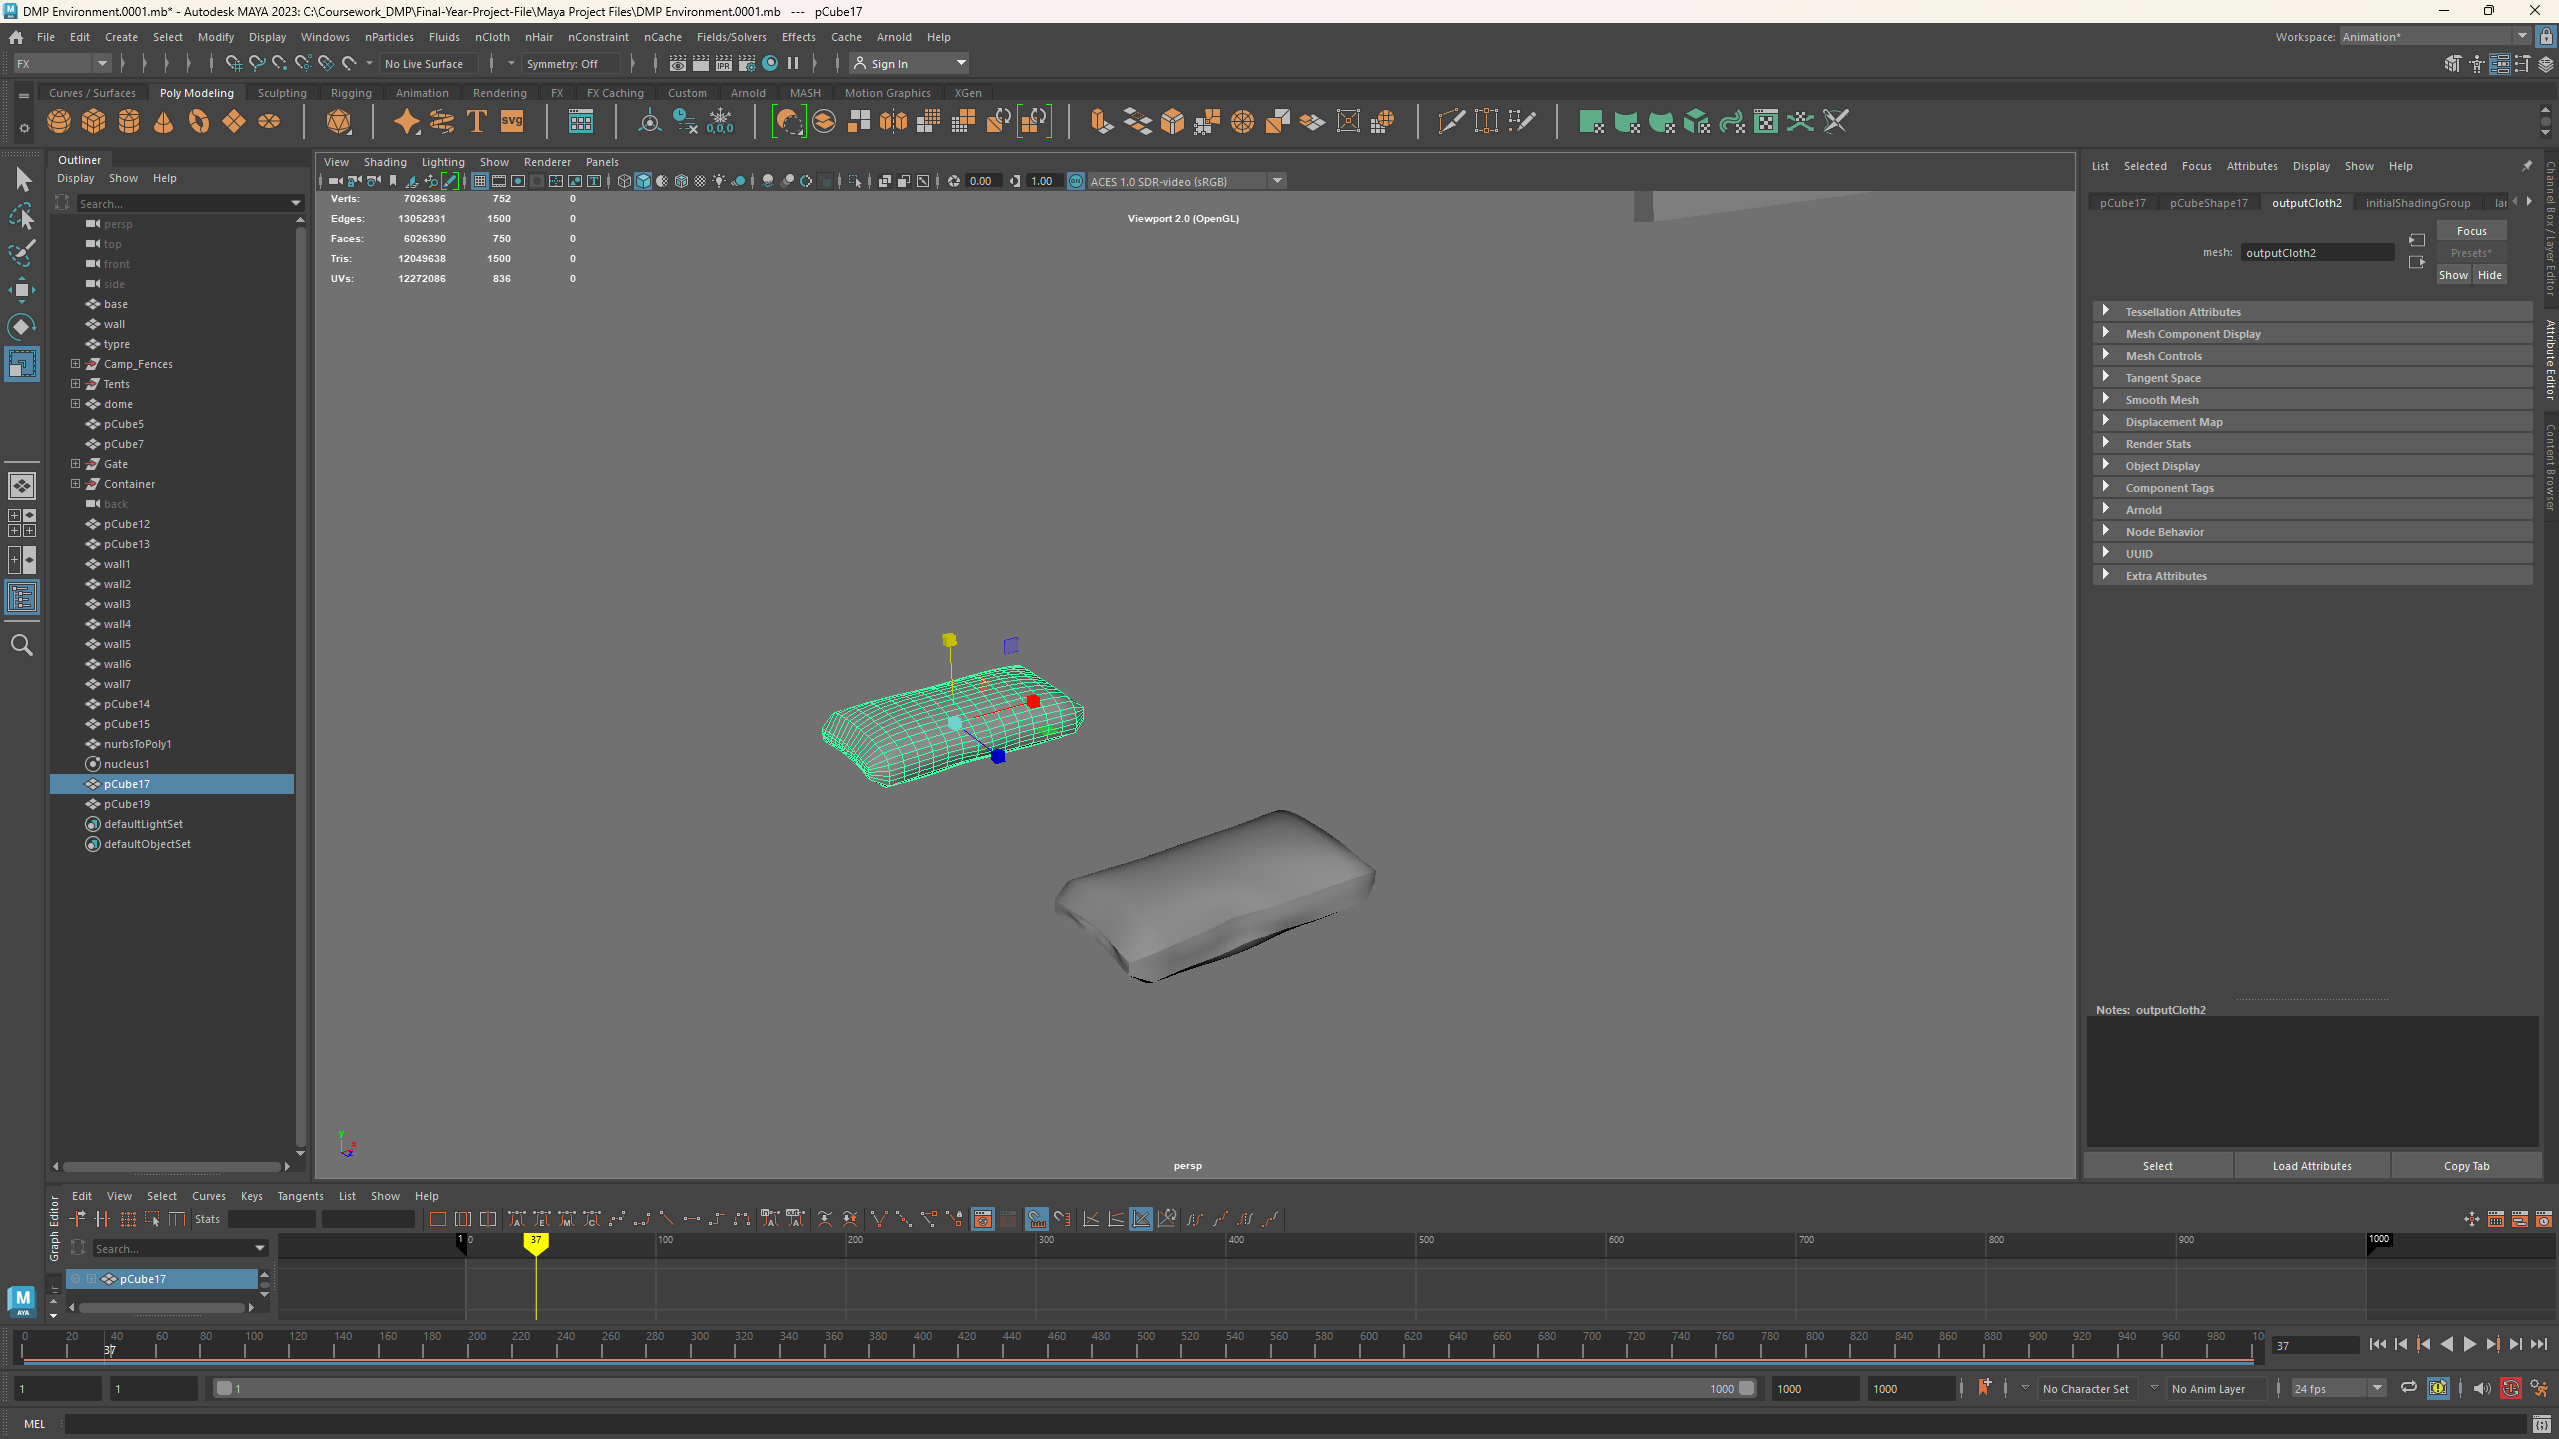 DMP Environment.0001.mb* - Autodesk MAYA 2023: C:\Coursework_DMP\Final-Year-Project-File\Maya Project Files\DMP Environment.0001.mb --- pCube17
File Edit Create Select Modify Display Windows nParticles Fluids nCloth nHair nConstraint nCache Fields/Solvers Effects Cache Arnold Help
Workspace: Animation*
FX
No Live Surface
Symmetry: Off
Sign In
Curves / Surfaces Poly Modeling Sculpting Rigging Animation Rendering FX FX Caching Custom Arnold MASH Motion Graphics XGen
Outliner
Display Show Help
Search...
persp
top
front
side
base
wall
typre
Camp_Fences
Tents
dome
pCube5
pCube7
Gate
Container
back
pCube12
pCube13
wall1
wall2
wall3
wall4
wall5
wall6
wall7
pCube14
pCube15
nurbsToPoly1
nucleus1
pCube17
pCube19
defaultLightSet
defaultObjectSet
View Shading Lighting Show Renderer Panels
0.00
1.00
ACES 1.0 SDR-video (sRGB)
Verts: 7026386 752 0
Edges: 13052931 1500 0
Faces: 6026390 750 0
Tris: 12049638 1500 0
UVs: 12272086 836 0
Viewport 2.0 (OpenGL)
persp
List Selected Focus Attributes Display Show Help
pCube17 pCubeShape17 outputCloth2 initialShadingGroup lar
mesh: outputCloth2
Focus
Presets*
Show Hide
Tessellation Attributes
Mesh Component Display
Mesh Controls
Tangent Space
Smooth Mesh
Displacement Map
Render Stats
Object Display
Component Tags
Arnold
Node Behavior
UUID
Extra Attributes
Notes: outputCloth2
Select Load Attributes Copy Tab
Channel Box / Layer Editor
Attribute Editor
Content Browser
Graph Editor
Edit View Select Curves Keys Tangents List Show Help
Stats
Search...
pCube17
1 0 37 100 200 300 400 500 600 700 800 900 1000
0 20 40 60 80 100 120 140 160 180 200 220 240 260 280 300 320 340 360 380 400 420 440 460 480 500 520 540 560 580 600 620 640 660 680 700 720 740 760 780 800 820 840 860 880 900 920 940 960 980 10
37
37
1 1 1 1000 1000 1000
No Character Set
No Anim Layer
24 fps
MEL